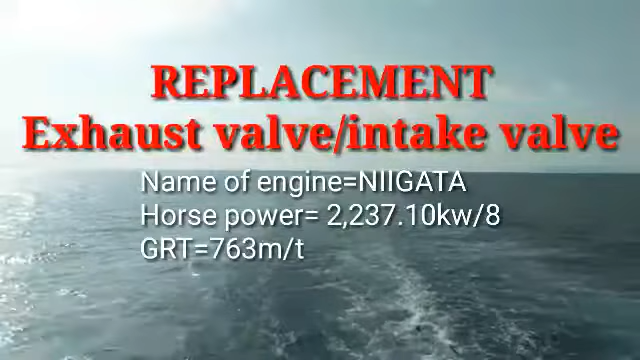 REPLACEMENT
Exhaust valve/intake valve
Name of engine=NIIGATA
Horse power= 2,237.10kw/8
GRT=763m/t